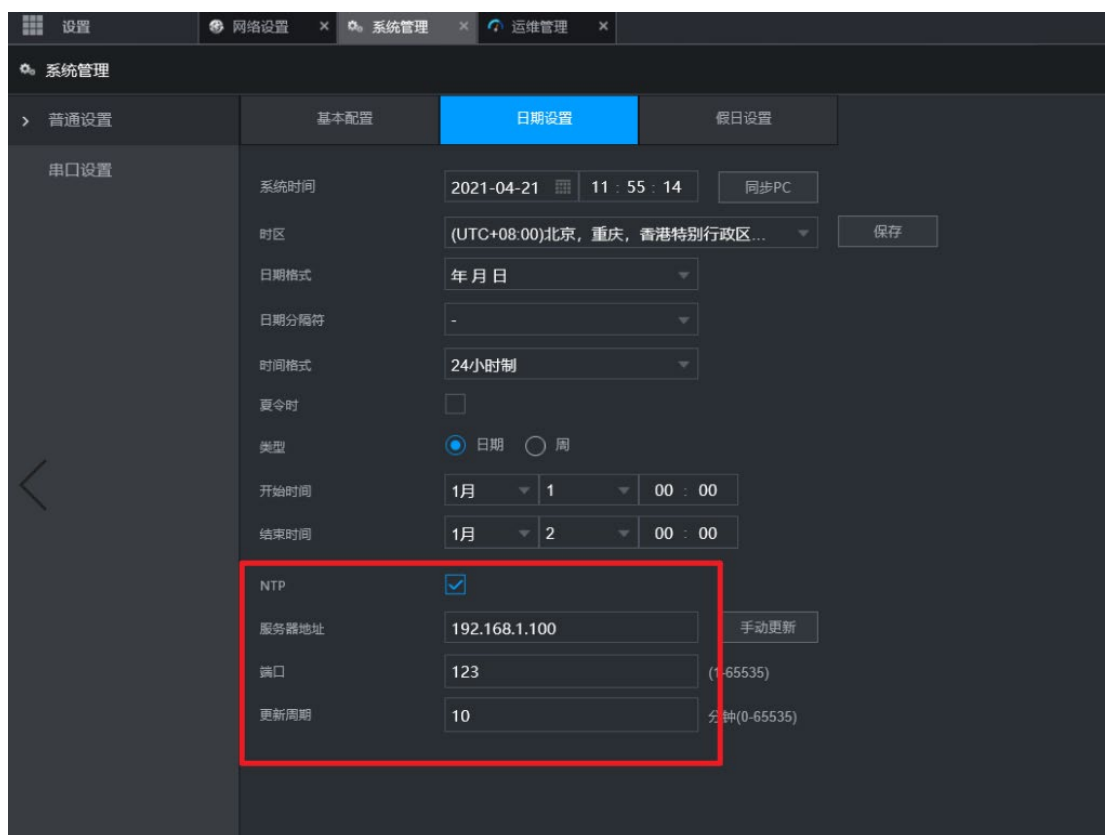 设置 网络设置 × 系统管理 × 运维管理 ×
系统管理
> 普通设置 基本配置 日期设置 假日设置
串口设置
系统时间 2021-04-21 11 : 55 : 14 同步PC
时区 (UTC+08:00)北京，重庆，香港特别行政区... 保存
日期格式 年 月 日
日期分隔符 -
时间格式 24小时制
夏令时
类型 日期 周
开始时间 1月 1 00 : 00
结束时间 1月 2 00 : 00
NTP
服务器地址 192.168.1.100 手动更新
端口 123 (1-65535)
更新周期 10 分钟(0-65535)